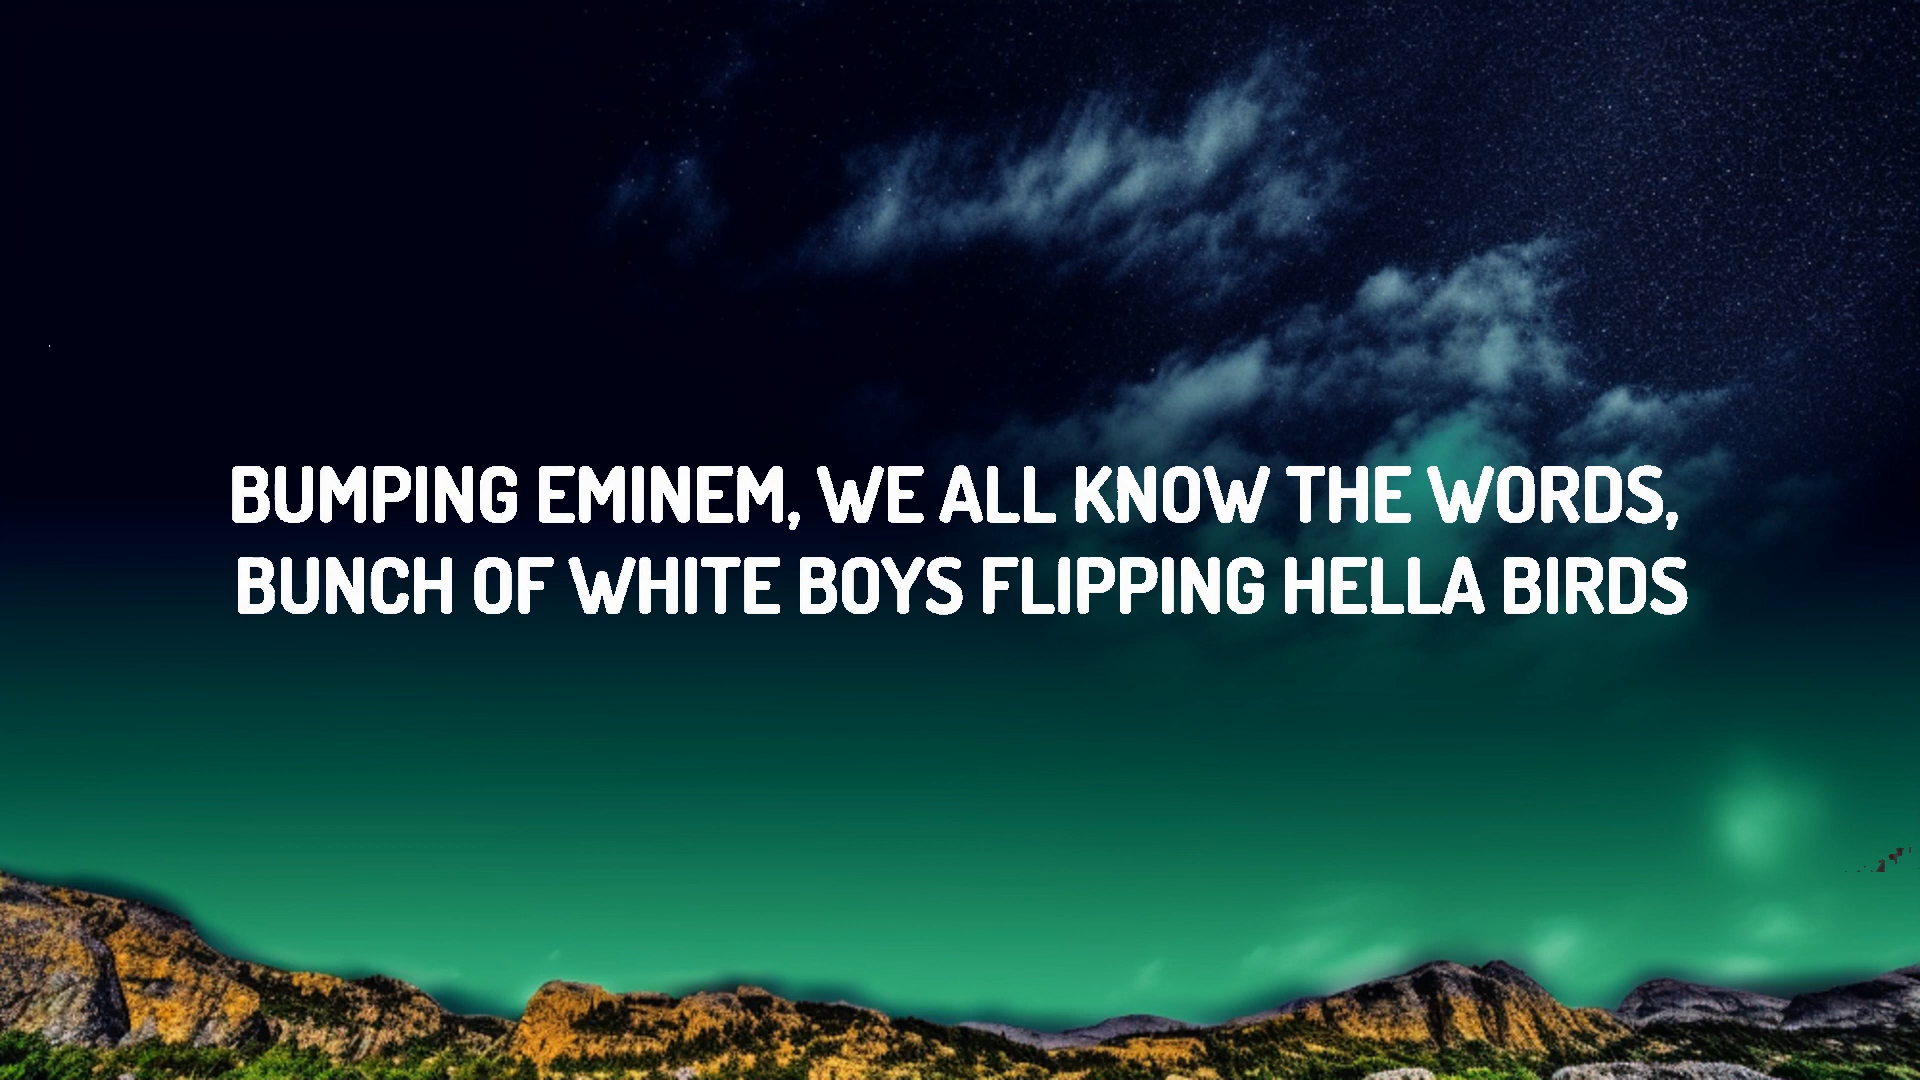 BUMPING EMINEM, WE ALL KNOW THE WORDS,
BUNCH OF WHITE BOYS FLIPPING HELLA BIRDS